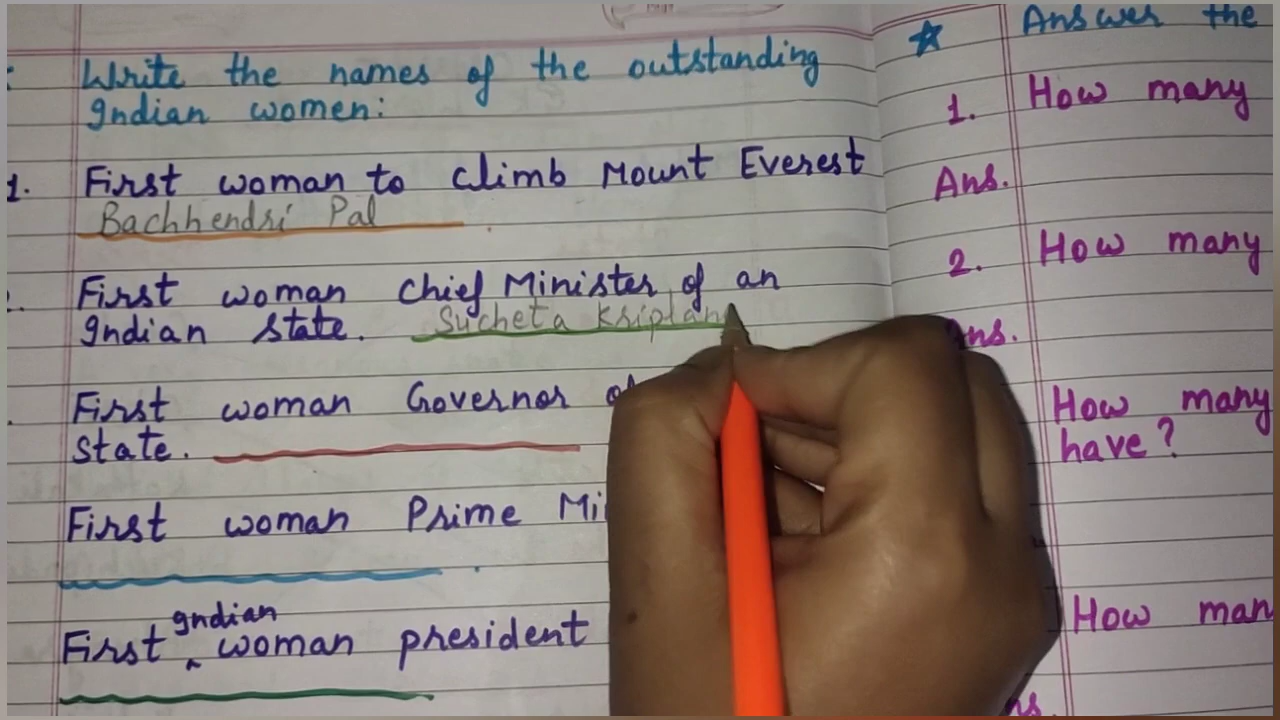 Write the names of the outstanding
Indian women:
1. First woman to climb Mount Everest
Bachhendri Pal .
First woman Chief Minister of an
Indian state. Sucheta Kriplan
First woman Governor
state.
First woman Prime Mi
.
Indian
First ^ woman president
Answer the
1. How many
Ans.
2. How many
Ans.
How many
have?
How man